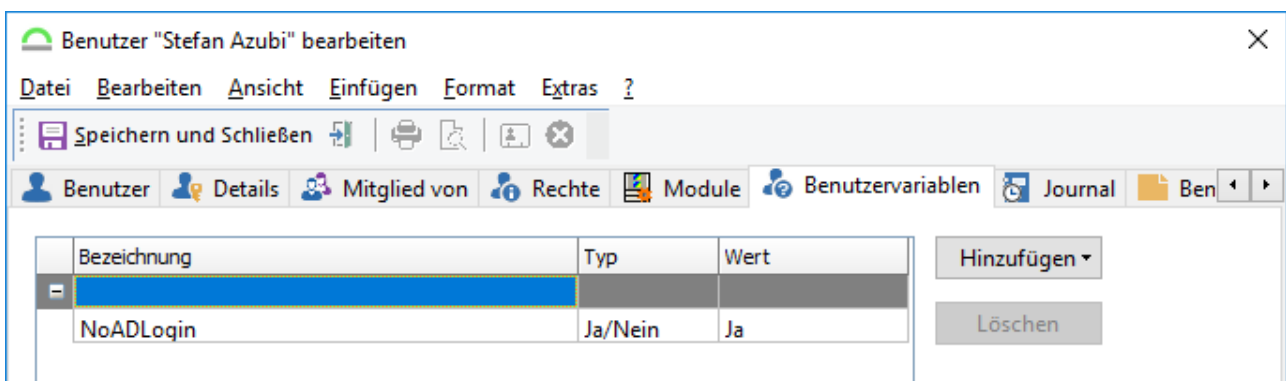 Benutzer "Stefan Azubi" bearbeiten
Datei Bearbeiten Ansicht Einfügen Format Extras ?
Speichern und Schließen
Benutzer Details Mitglied von Rechte Module Benutzervariablen Journal Ben
Bezeichnung Typ Wert Hinzufügen
NoADLogin Ja/Nein Ja Löschen